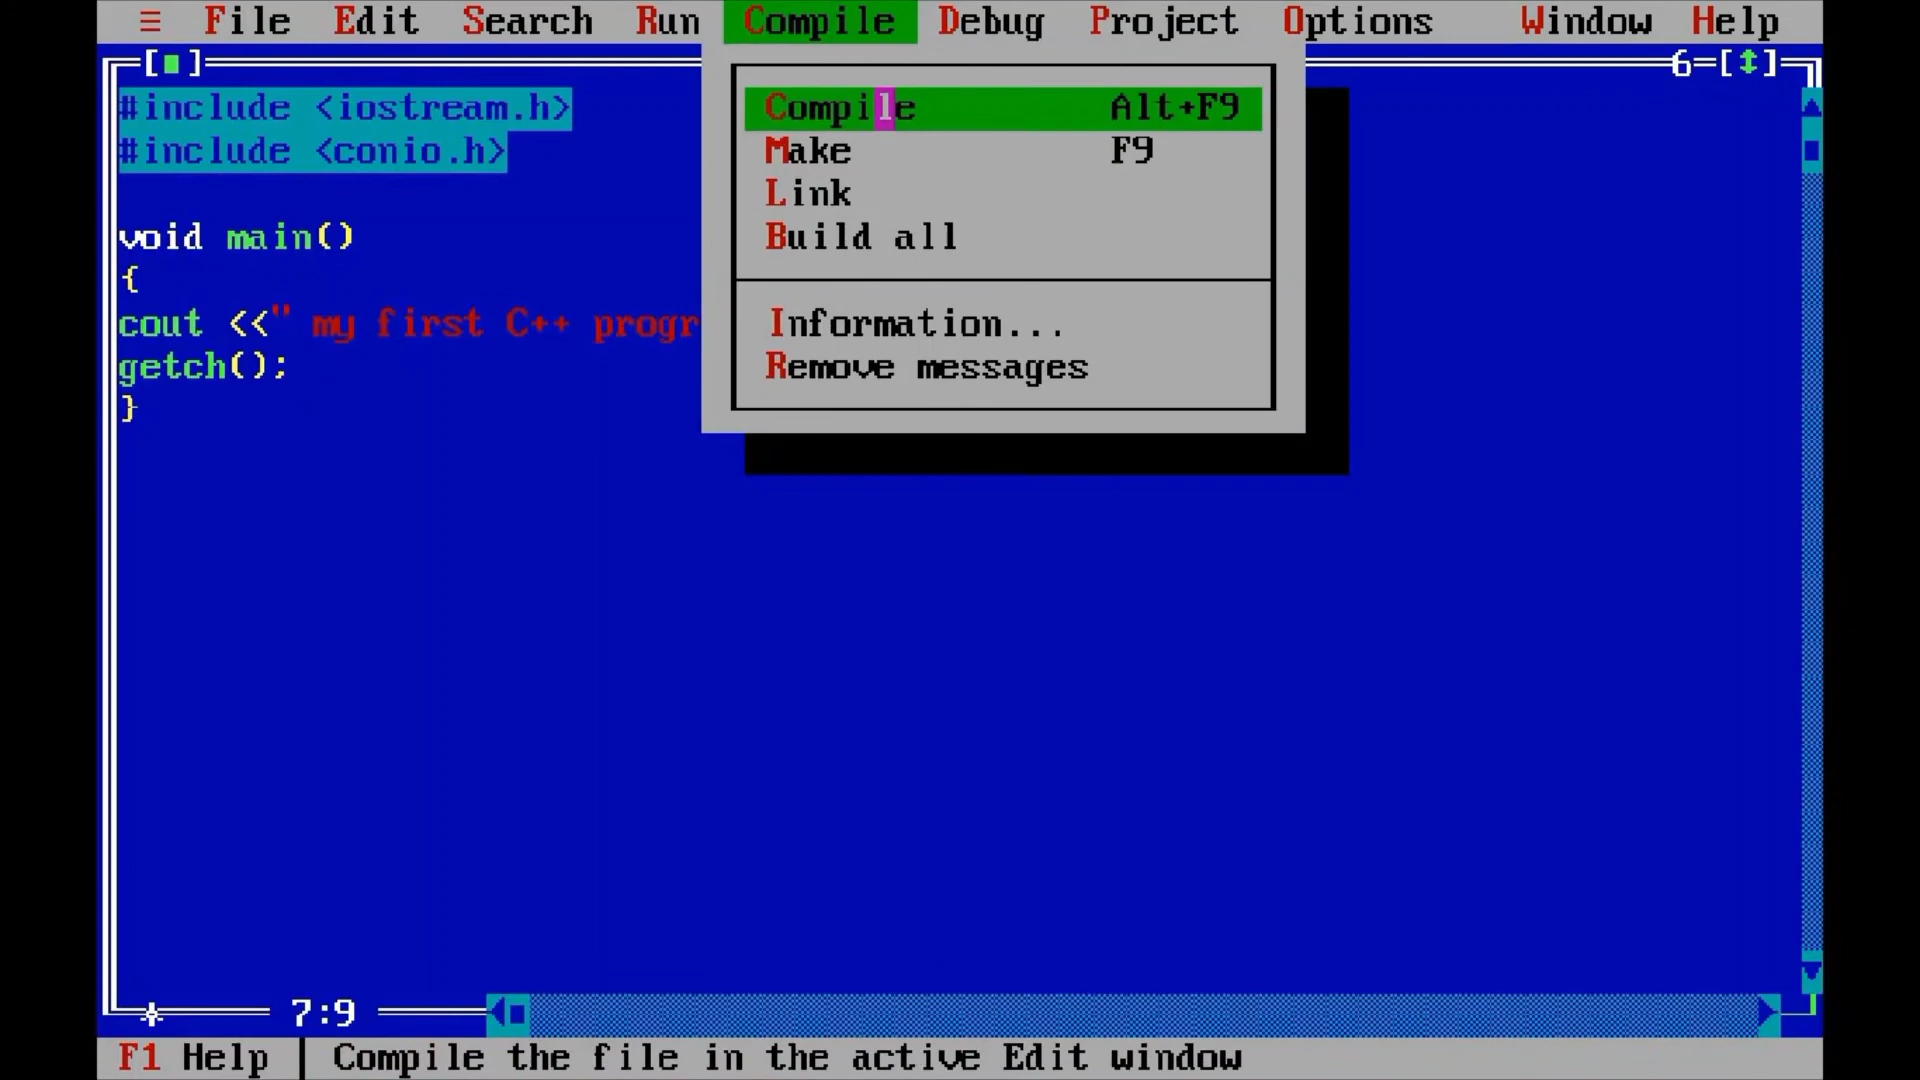 ≡ File Edit Search Run Compile Debug Project Options Window Help
[■] 6=[↕]
#include <iostream.h>
#include <conio.h>
void main()
{
cout <<" my first C++ progr
getch();
}
Compile Alt+F9
Make F9
Link
Build all
Information...
Remove messages
7:9
F1 Help | Compile the file in the active Edit window